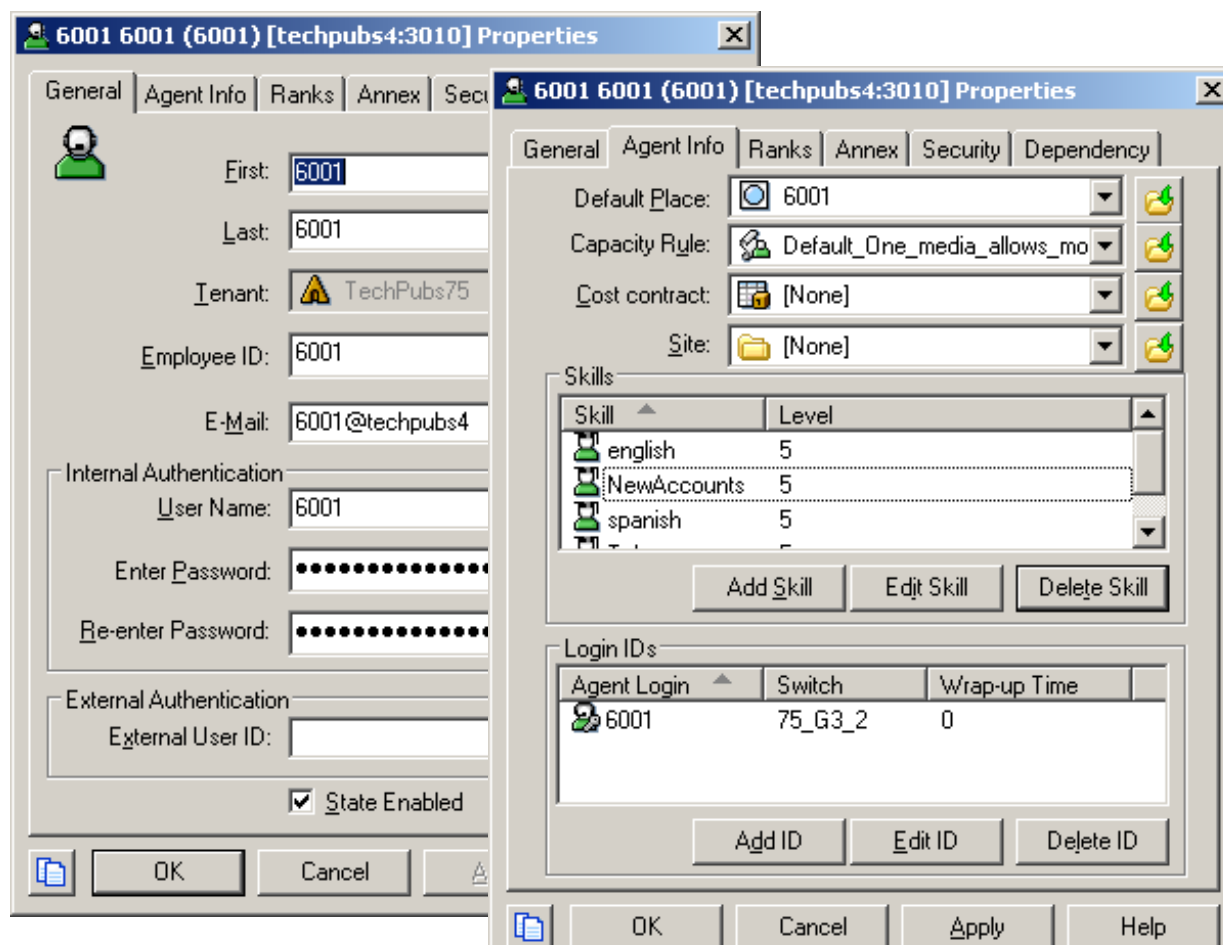 6001 6001 (6001) [techpubs4:3010] Properties
General Agent Info Ranks Annex Secu
First: 6001
Last: 6001
Tenant: TechPubs75
Employee ID: 6001
E-Mail: 6001@techpubs4
Internal Authentication
User Name: 6001
Enter Password: ••••••••••••••
Re-enter Password: ••••••••••••••
External Authentication
External User ID:
State Enabled
OK Cancel A
6001 6001 (6001) [techpubs4:3010] Properties
General Agent Info Ranks Annex Security Dependency
Default Place: 6001
Capacity Rule: Default_One_media_allows_mo
Cost contract: [None]
Site: [None]
Skills
Skill Level
english 5
NewAccounts 5
spanish 5
Add Skill Edit Skill Delete Skill
Login IDs
Agent Login Switch Wrap-up Time
6001 75_G3_2 0
Add ID Edit ID Delete ID
OK Cancel Apply Help